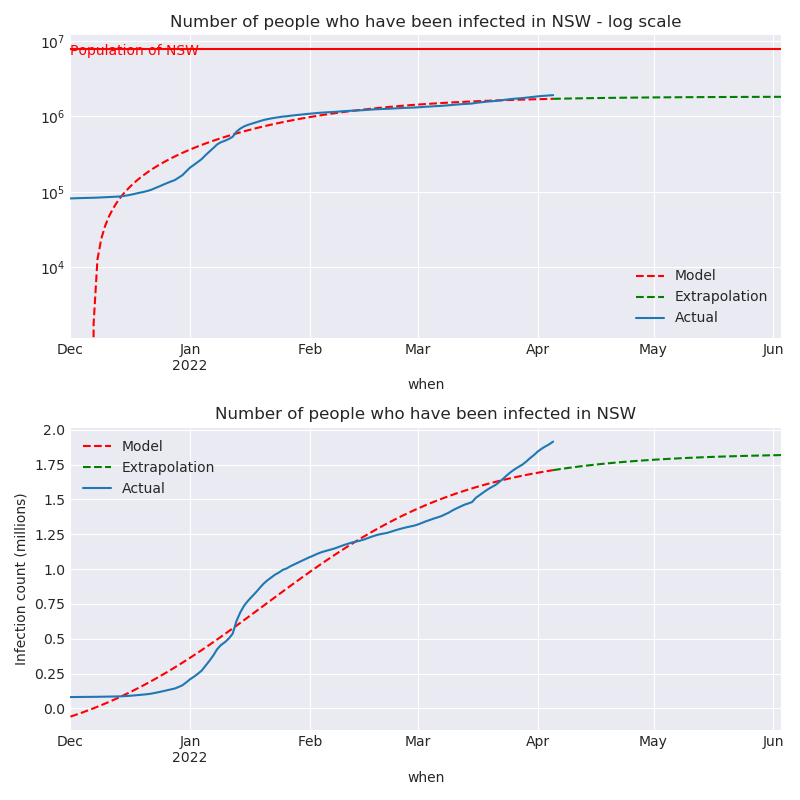 Number of people who have been infected in NSW - log scale
10^7
Population of NSW
10^6
10^5
10^4
Model
Extrapolation
Actual
Dec Jan Feb Mar Apr May Jun
2022
when
Number of people who have been infected in NSW
Infection count (millions)
2.0
1.75
1.5
1.25
1.0
0.75
0.5
0.25
0.0
Model
Extrapolation
Actual
Dec Jan Feb Mar Apr May Jun
2022
when